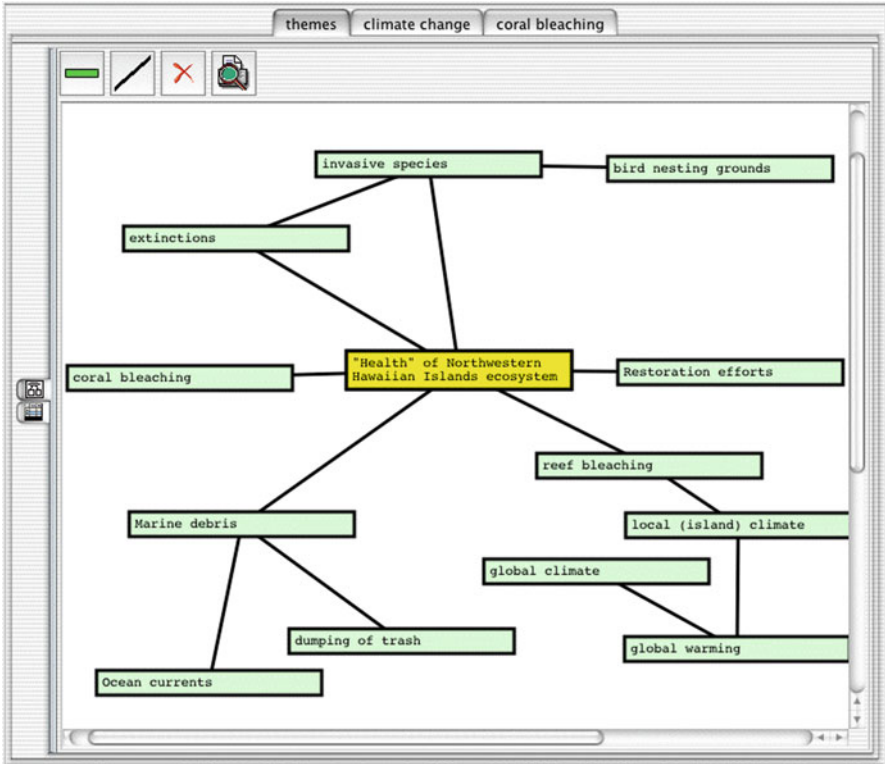 themes
climate change
coral bleaching
invasive species
bird nesting grounds
extinctions
"Health" of Northwestern
Hawaiian Islands ecosystem
coral bleaching
Restoration efforts
reef bleaching
Marine debris
local (island) climate
global climate
dumping of trash
global warming
Ocean currents